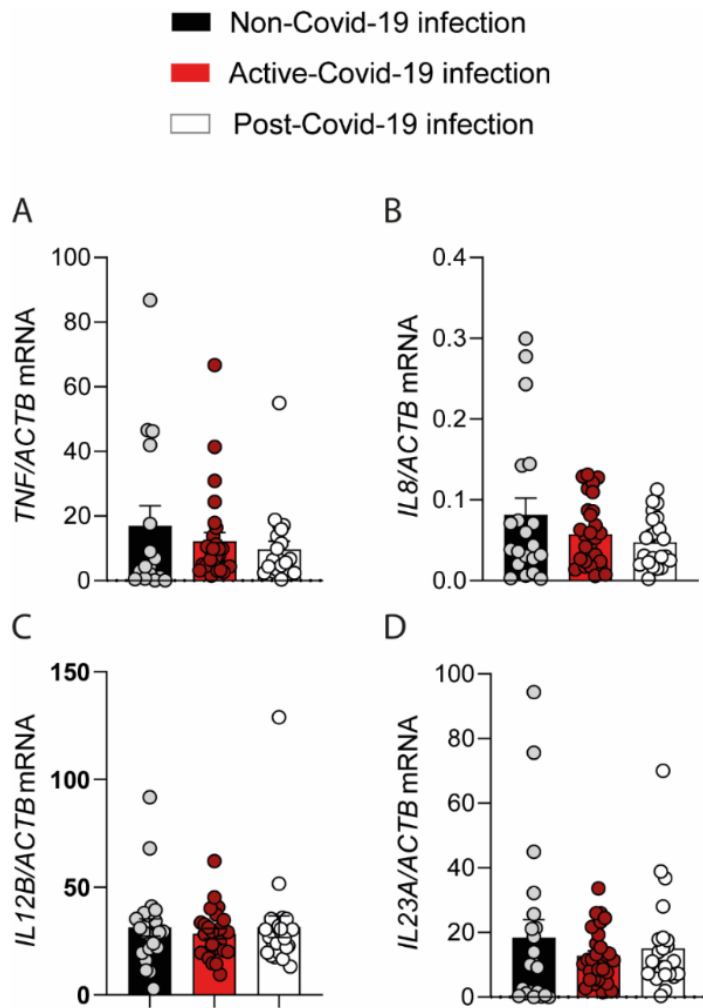 Non-Covid-19 infection
Active-Covid-19 infection
Post-Covid-19 infection
A
TNF/ACTB mRNA
100
80
60
40
20
0
B
IL8/ACTB mRNA
0.4
0.3
0.2
0.1
0.0
C
IL12B/ACTB mRNA
150
100
50
0
D
IL23A/ACTB mRNA
100
80
60
40
20
0